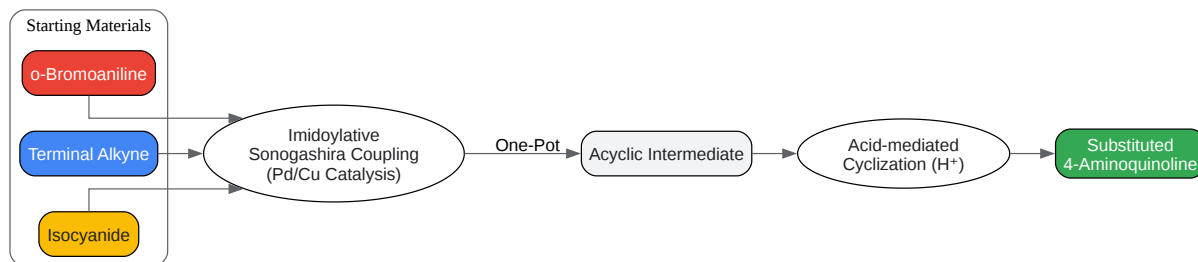 Starting Materials
o-Bromoaniline
Terminal Alkyne
Isocyanide
Imidoylative
Sonogashira Coupling
(Pd/Cu Catalysis)
One-Pot
Acyclic Intermediate
Acid-mediated
Cyclization (H⁺)
Substituted
4-Aminoquinoline